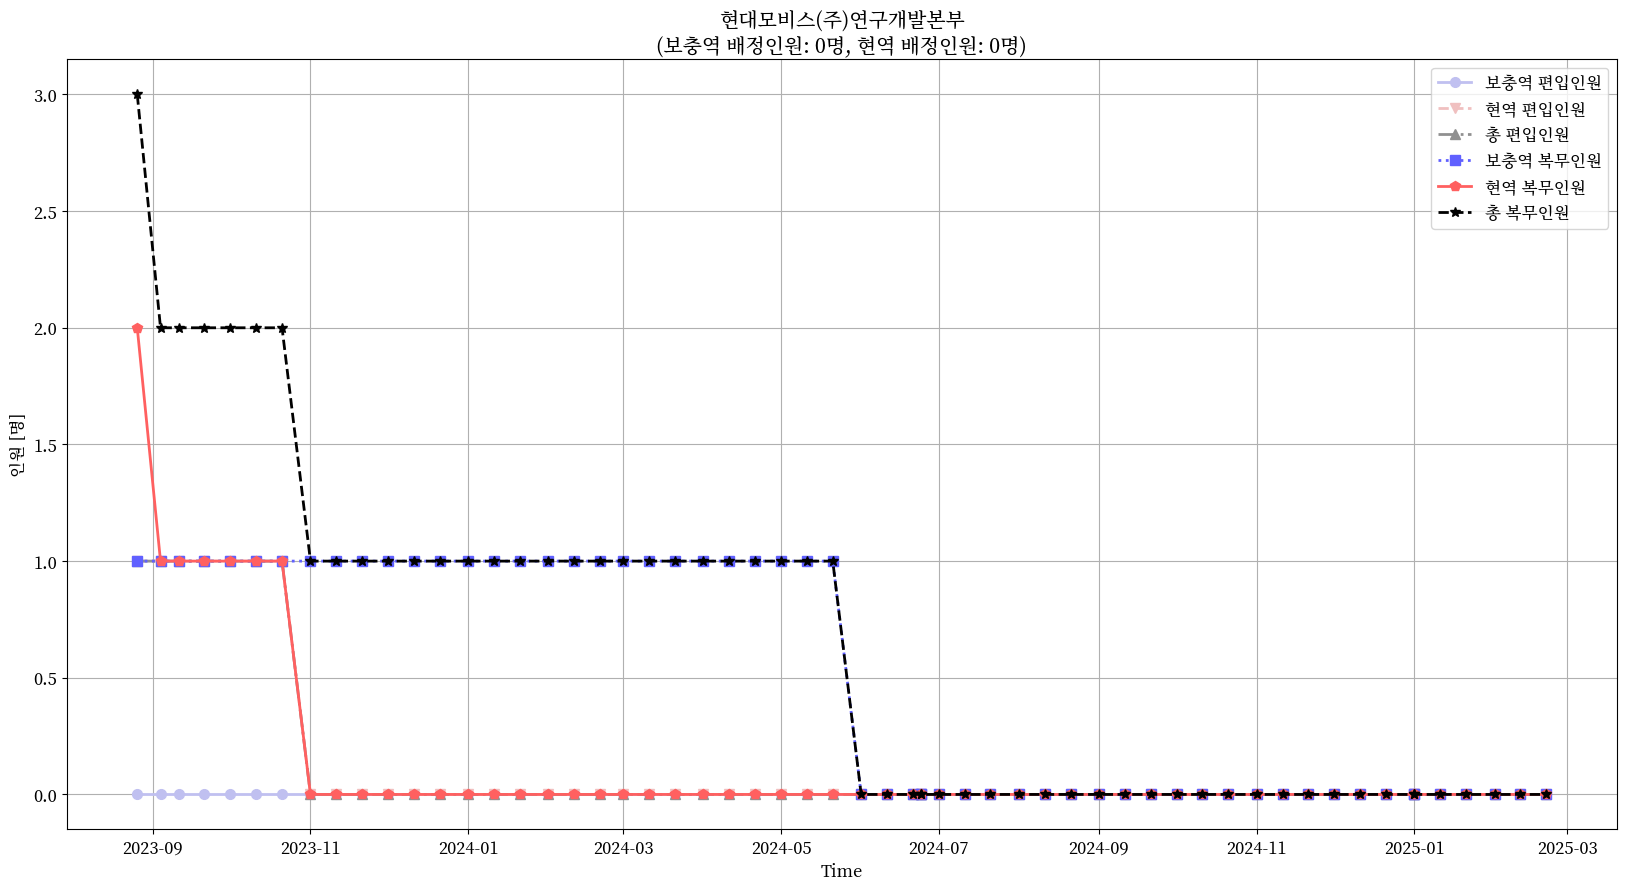 현대모비스(주)연구개발본부
(보충역 배정인원: 0명, 현역 배정인원: 0명)
보충역 편입인원
현역 편입인원
총 편입인원
보충역 복무인원
현역 복무인원
총 복무인원
인원 [명]
3.0
2.5
2.0
1.5
1.0
0.5
0.0
2023-09
2023-11
2024-01
2024-03
2024-05
2024-07
2024-09
2024-11
2025-01
2025-03
Time